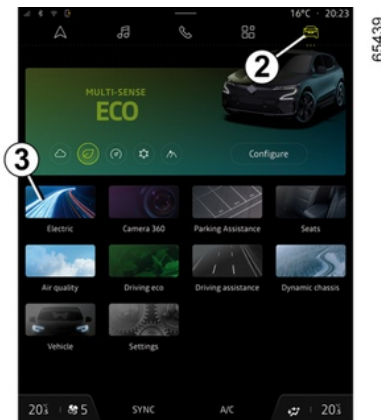 16°C · 20:23
65439
2
MULTI-SENSE
ECO
3
Configure
Electric
Camera 360
Parking Assistance
Seats
Air quality
Driving eco
Driving assistance
Dynamic chassis
Vehicle
Settings
5
SYNC
A/C